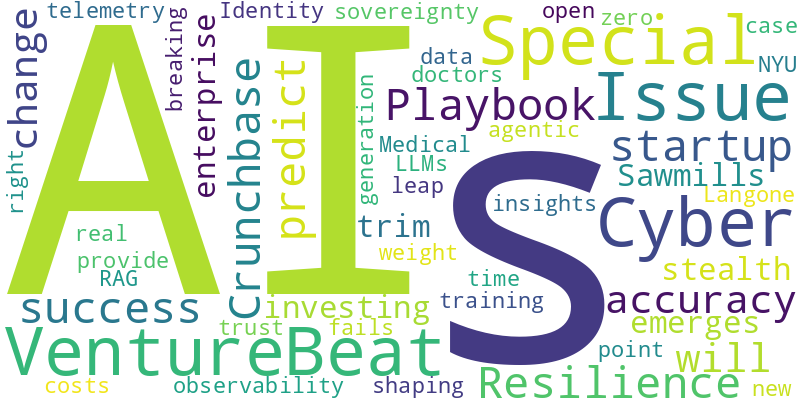 telemetry
Identity
sovereignty
open
zero
case
change
breaking
enterprise
Special
data
doctors
NYU
AI
Crunchbase
predict
generation
Playbook
Issue
agentic
startup
Medical
LLMs
leap
Sawmills
Langone
right
S
insights
Cyber
trim
real
provide
RAG
weight
time
stealth
success
investing
training
accuracy
trust
fails
emerges
VentureBeat
point
will
costs
observability
shaping
Resilience
new